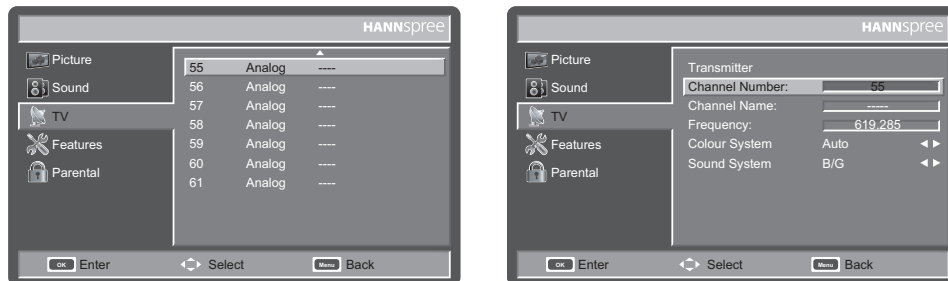 HANNspree
Picture
Sound
TV
Features
Parental
55 Analog ----
56 Analog ----
57 Analog ----
58 Analog ----
59 Analog ----
60 Analog ----
61 Analog ----
OK Enter Select Menu Back
HANNspree
Picture
Sound
TV
Features
Parental
Transmitter
Channel Number: 55
Channel Name: -----
Frequency: 619.285
Colour System Auto
Sound System B/G
OK Enter Select Menu Back